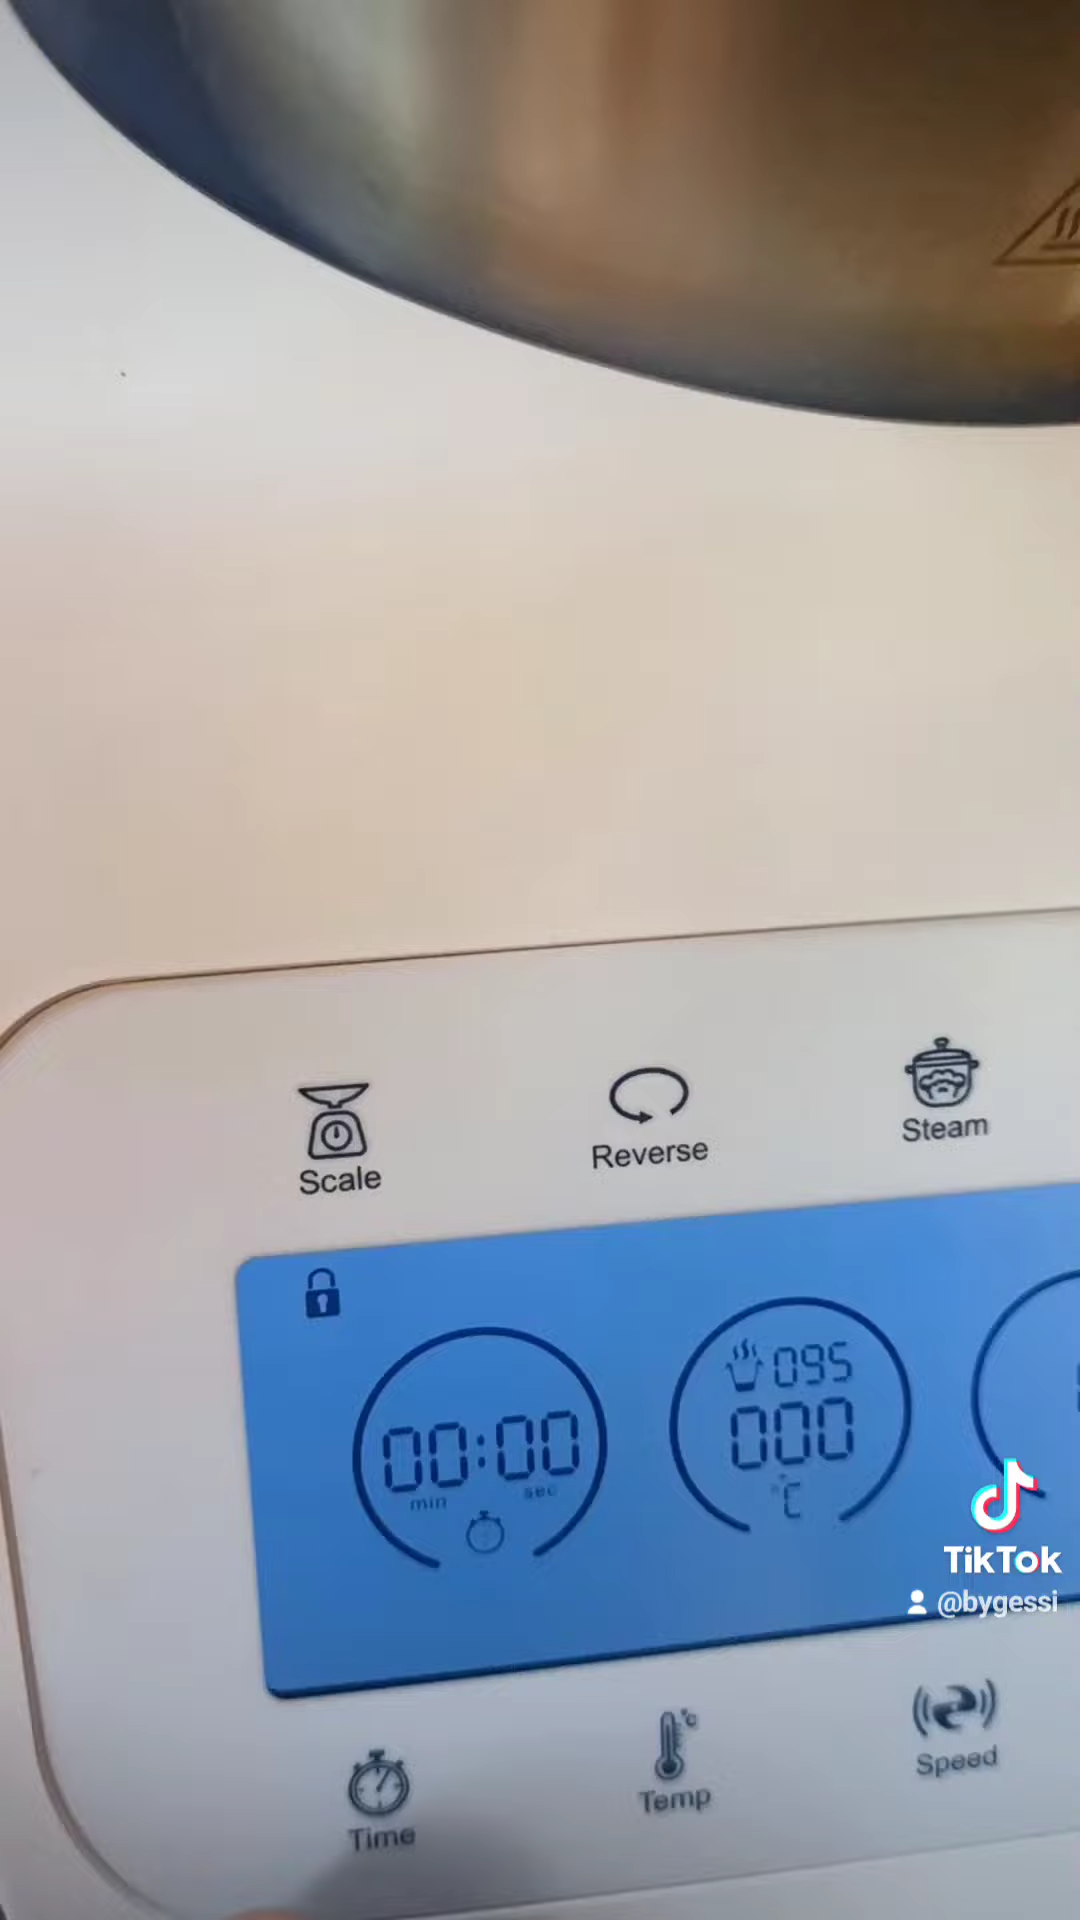 Scale
Reverse
Steam
095
00:00
000
min
sec
°C
TikTok
@bygessi
°C
Time
Temp
Speed